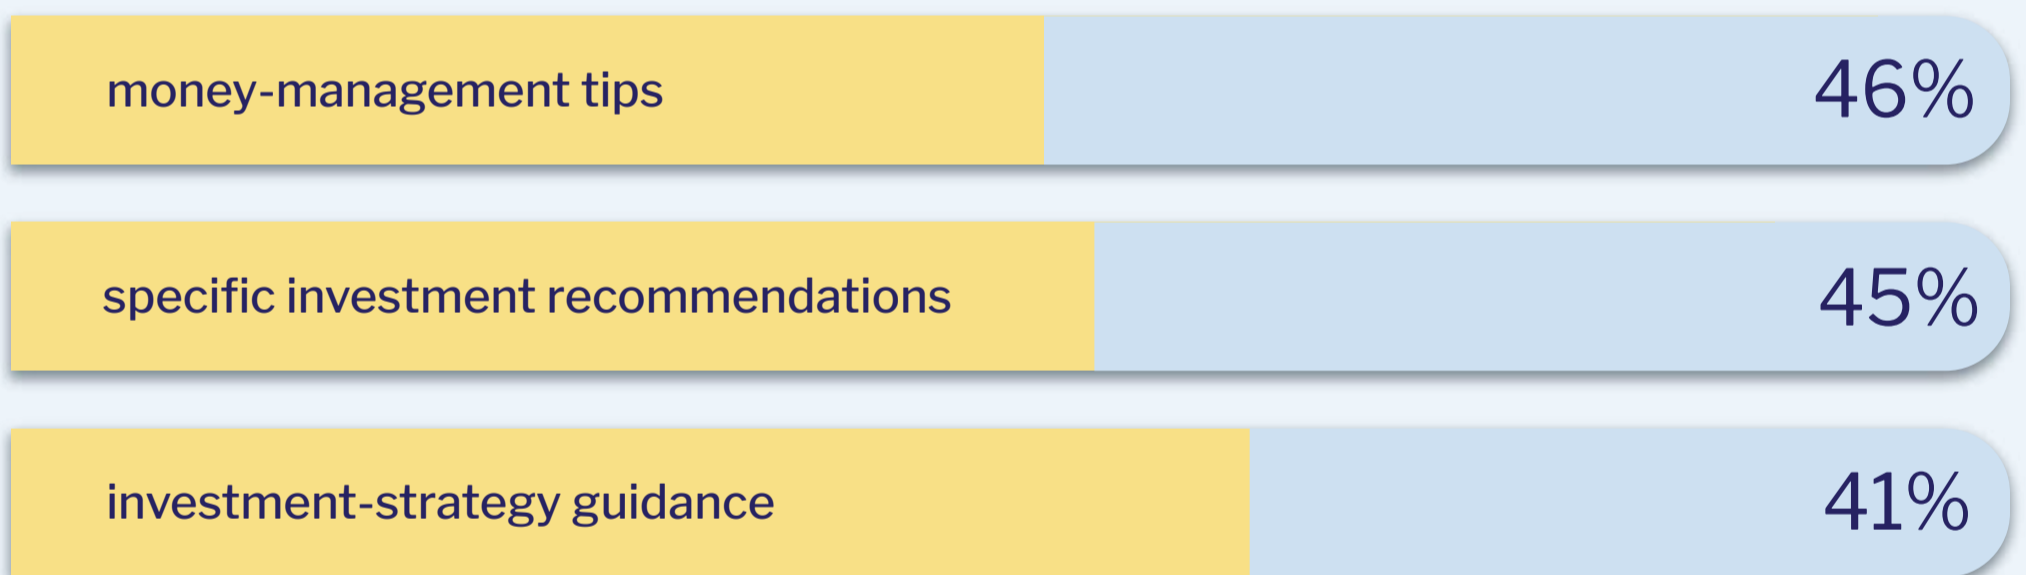 money-management tips 46%
specific investment recommendations 45%
investment-strategy guidance 41%